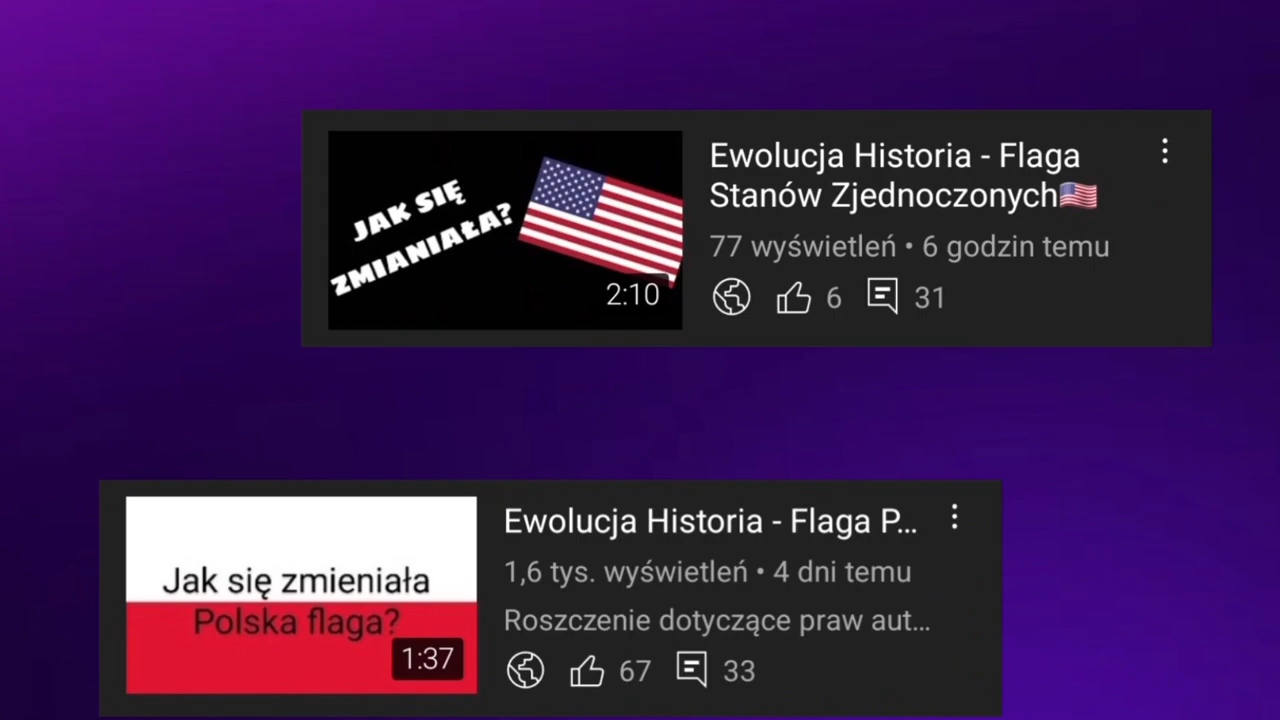 JAK SIĘ
ZMIANIAŁA?
2:10
Ewolucja Historia - Flaga
Stanów Zjednoczonych🇺🇸
77 wyświetleń • 6 godzin temu
6 31
Jak się zmieniała
Polska flaga?
1:37
Ewolucja Historia - Flaga P...
1,6 tys. wyświetleń • 4 dni temu
Roszczenie dotyczące praw aut...
67 33